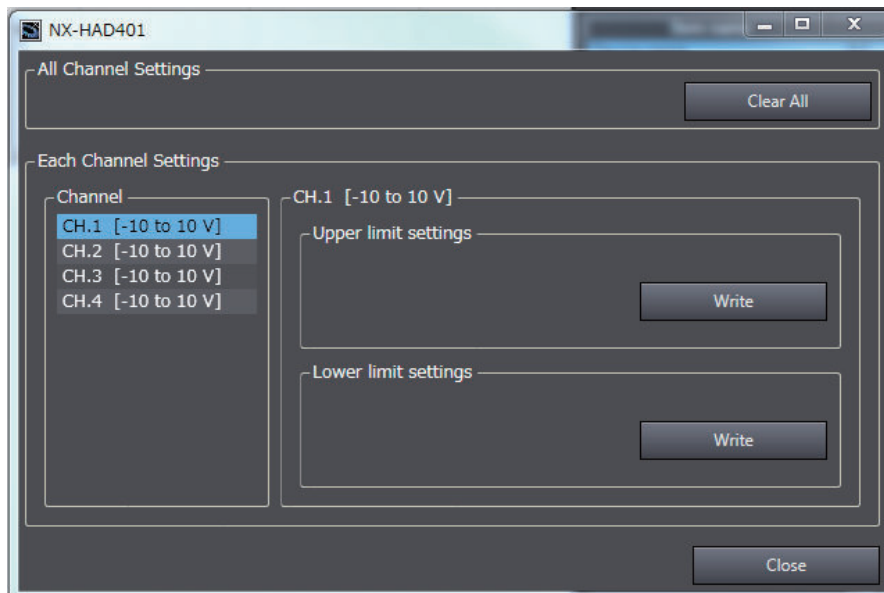 NX-HAD401
All Channel Settings
Clear All
Each Channel Settings
Channel
CH.1 [-10 to 10 V]
CH.2 [-10 to 10 V]
CH.3 [-10 to 10 V]
CH.4 [-10 to 10 V]
CH.1 [-10 to 10 V]
Upper limit settings
Write
Lower limit settings
Write
Close